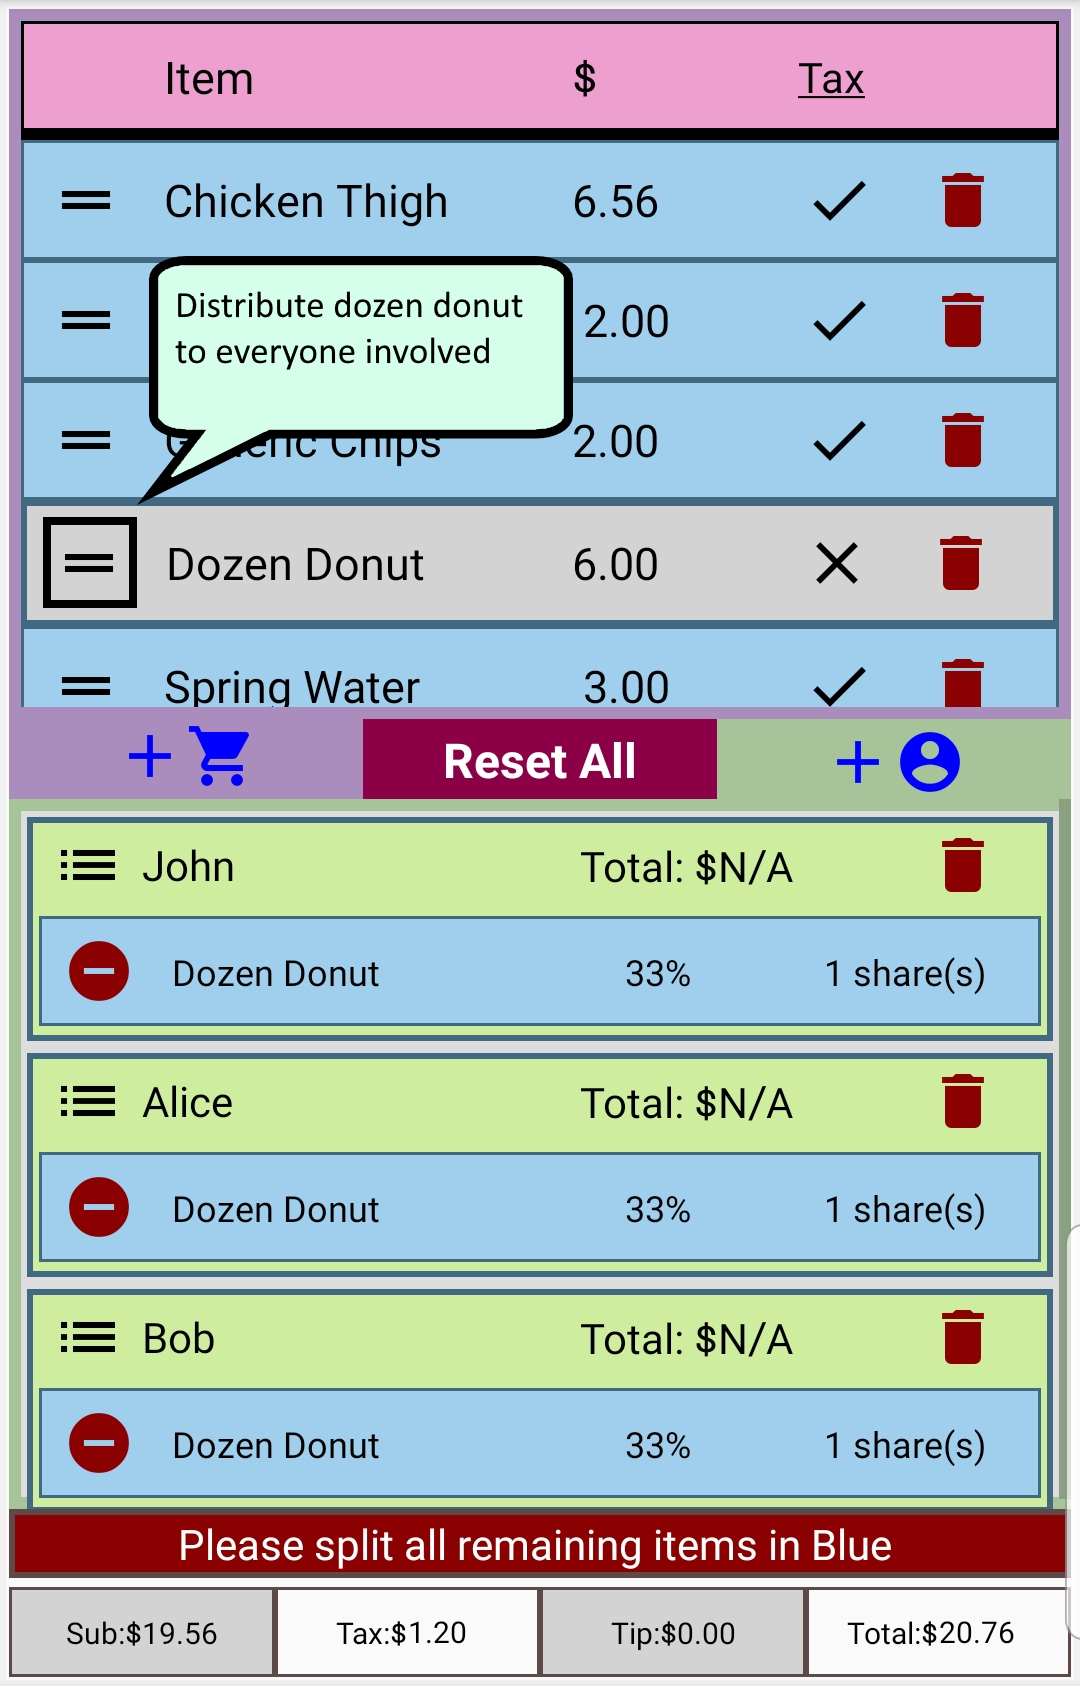 Item $ Tax
Chicken Thigh 6.56
Distribute dozen donut
to everyone involved
2.00
Chips 2.00
Dozen Donut 6.00
Spring Water 3.00
Reset All
John Total: $N/A
Dozen Donut 33% 1 share(s)
Alice Total: $N/A
Dozen Donut 33% 1 share(s)
Bob Total: $N/A
Dozen Donut 33% 1 share(s)
Please split all remaining items in Blue
Sub:$19.56 Tax:$1.20 Tip:$0.00 Total:$20.76